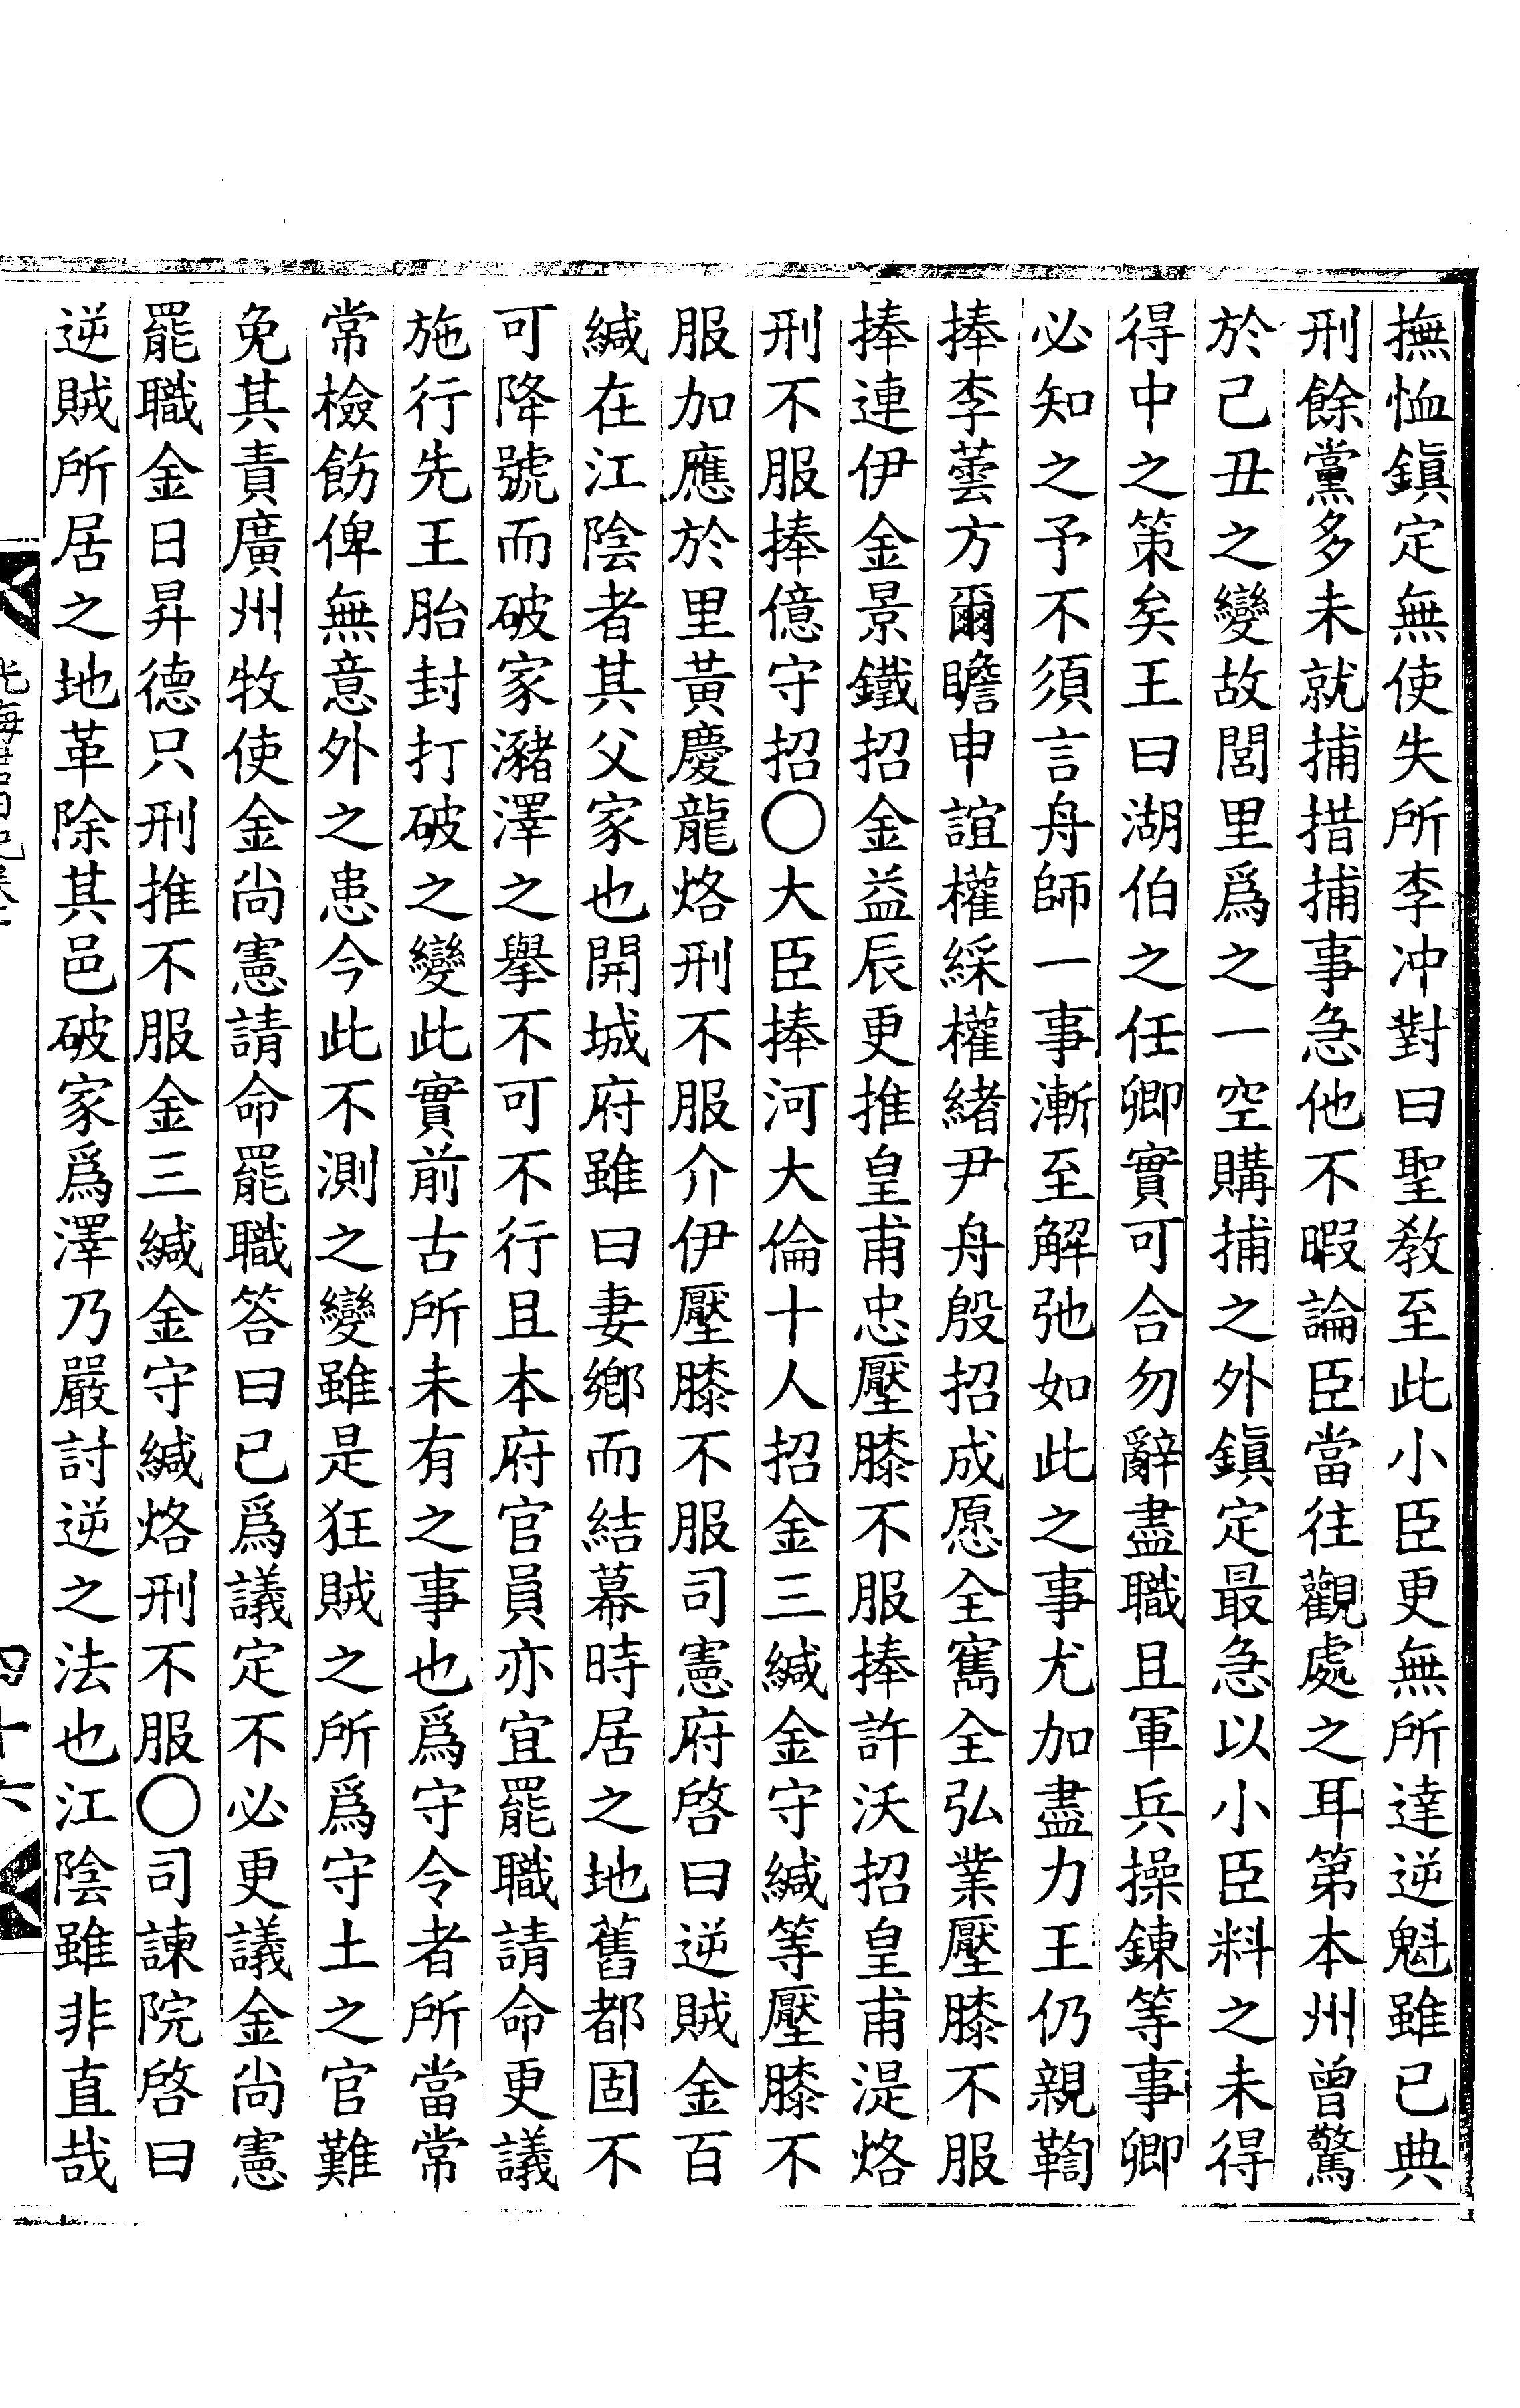 撫恤鎭定無使失所李冲對曰聖敎至此小臣更無所達逆魁雖已典
刑餘黨多未就捕措捕事急他不暇論臣當往觀處之耳第本州曾驚
於己丑之變故閭里爲之一空購捕之外鎭定最急以小臣料之未得
得中之策矣王曰湖伯之任卿實可合勿辭盡職且軍兵操鍊等事卿
必知之予不須言舟師一事漸至解弛如此之事尤加盡力王仍親鞫
捧李蕓方爾瞻申誼權綵權緖尹舟殷招成愿全寯全弘業壓膝不服
捧連伊金景鐵招金益辰更推皇甫忠壓膝不服捧許沃招皇甫湜烙
刑不服捧億守招〇大臣捧河大倫十人招金三緘金守緘等壓膝不
服加應於里黃慶龍烙刑不服介伊壓膝不服司憲府啓曰逆賊金百
緘在江陰者其父家也開城府雖曰妻鄕而結幕時居之地舊都固不
可降號而破家瀦澤之擧不可不行且本府官員亦宜罷職請命更議
施行先王胎封打破之變此實前古所未有之事也爲守令者所當常
常檢飭俾無意外之患今此不測之變雖是狂賊之所爲守土之官難
免其責廣州牧使金尙憲請命罷職答曰已爲議定不必更議金尙憲
罷職金日昇德只刑推不服金三緘金守緘烙刑不服〇司諫院啓曰
逆賊所居之地革除其邑破家爲澤乃嚴討逆之法也江陰雖非直哉